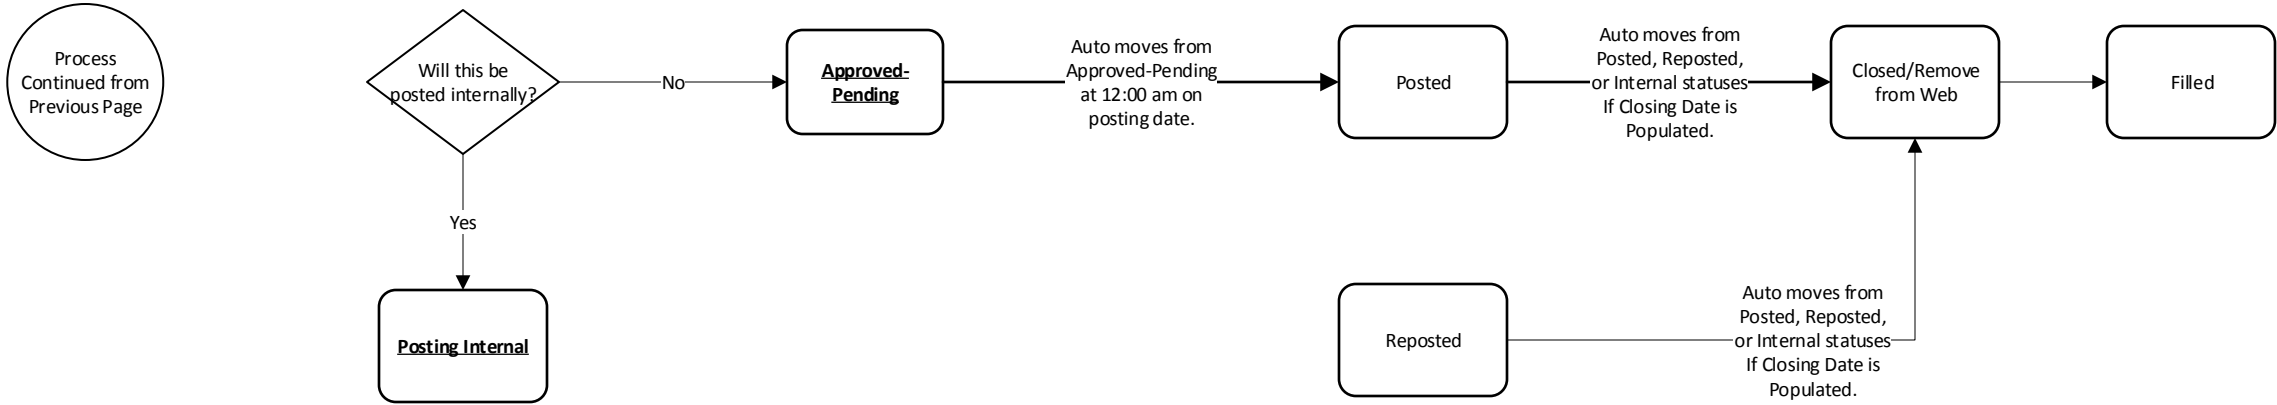 Process
Continued from
Previous Page
Will this be
posted internally?
No
Approved-
Pending
Auto moves from
Approved-Pending
at 12:00 am on
posting date.
Posted
Auto moves from
Posted, Reposted,
or Internal statuses
If Closing Date is
Populated.
Closed/Remove
from Web
Filled
Yes
Posting Internal
Reposted
Auto moves from
Posted, Reposted,
or Internal statuses
If Closing Date is
Populated.